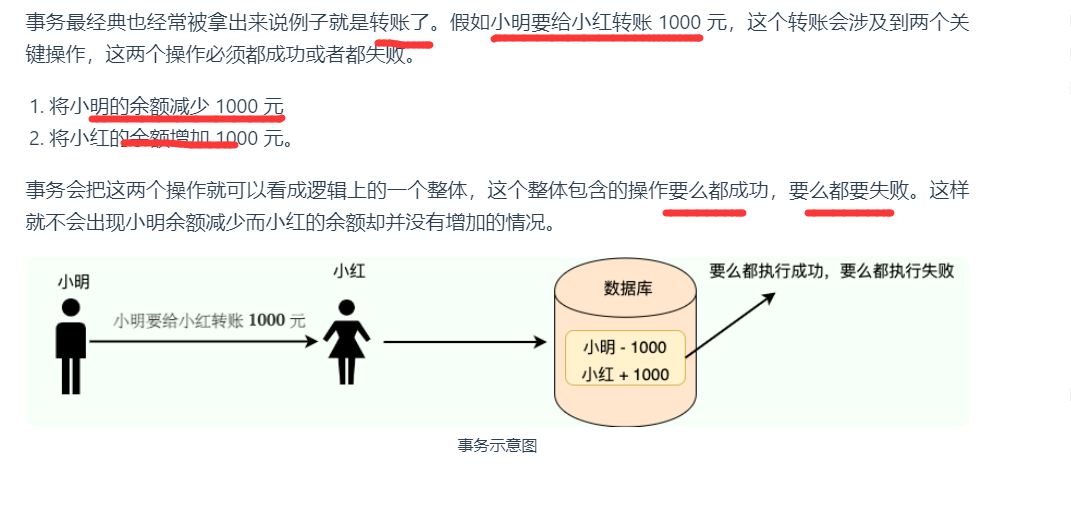 事务最经典也经常被拿出来说例子就是转账了。假如小明要给小红转账 1000 元，这个转账会涉及到两个关
键操作，这两个操作必须都成功或者都失败。
1. 将小明的余额减少 1000 元
2. 将小红的余额增加 1000 元。
事务会把这两个操作就可以看成逻辑上的一个整体，这个整体包含的操作要么都成功，要么都要失败。这样
就不会出现小明余额减少而小红的余额却并没有增加的情况。
小明
小红
小明要给小红转账 1000 元
数据库
小明 - 1000
小红 + 1000
要么都执行成功，要么都执行失败
事务示意图